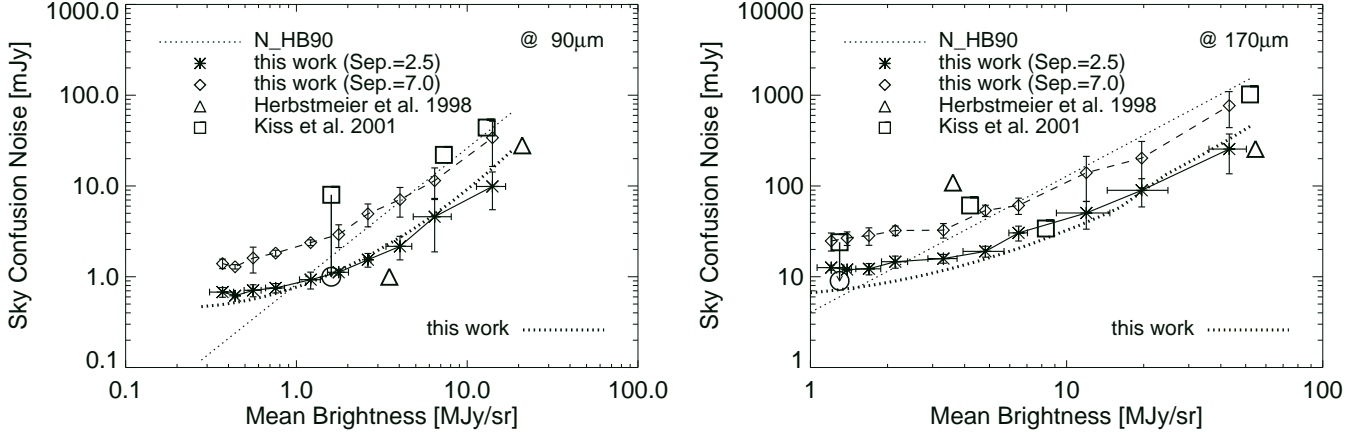 1000.0
100.0
10.0
1.0
0.1
Sky Confusion Noise [mJy]
N_HB90
@ 90μm
this work (Sep.=2.5)
this work (Sep.=7.0)
Herbstmeier et al. 1998
Kiss et al. 2001
this work
0.1 1.0 10.0 100.0
Mean Brightness [MJy/sr]
1000
100
10
1
Sky Confusion Noise [mJy]
N_HB90
@ 170μm
this work (Sep.=2.5)
this work (Sep.=7.0)
Herbstmeier et al. 1998
Kiss et al. 2001
this work
1 10 100
Mean Brightness [MJy/sr]